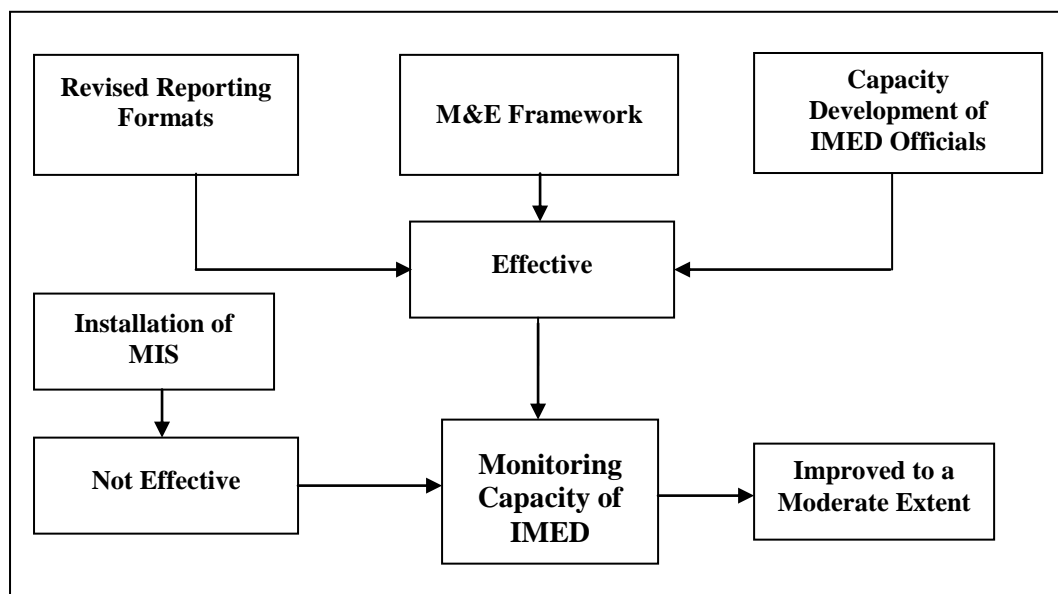 Revised Reporting
Formats
M&E Framework
Capacity
Development of
IMED Officials
Effective
Installation of
MIS
Not Effective
Monitoring
Capacity of
IMED
Improved to a
Moderate Extent